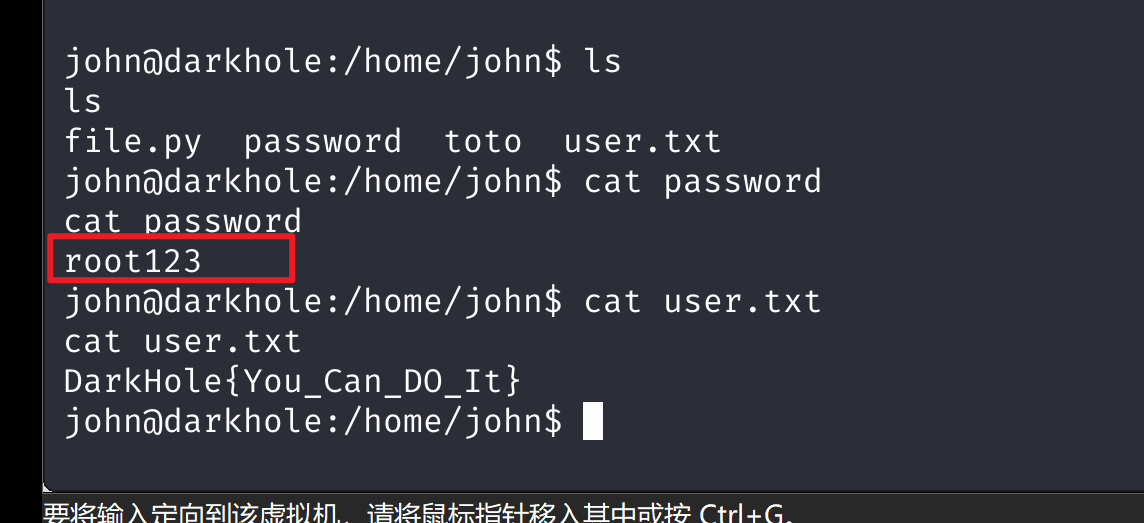 john@darkhole:/home/john$ ls
ls
file.py  password  toto  user.txt
john@darkhole:/home/john$ cat password
cat password
root123
john@darkhole:/home/john$ cat user.txt
cat user.txt
DarkHole{You_Can_DO_It}
john@darkhole:/home/john$
要将输入定向到该虚拟机，请将鼠标指针移入其中或按 Ctrl+G。